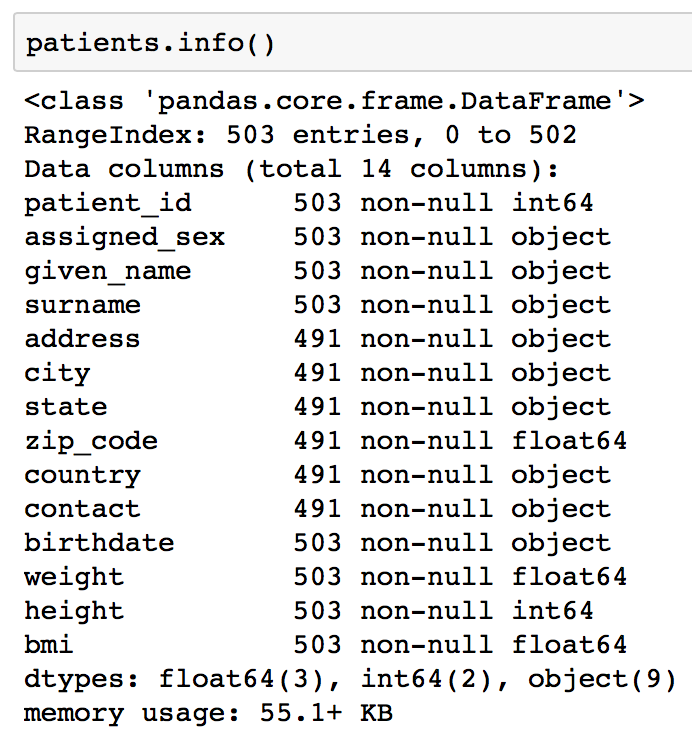 patients.info()
<class 'pandas.core.frame.DataFrame'>
RangeIndex: 503 entries, 0 to 502
Data columns (total 14 columns):
patient_id      503 non-null int64
assigned_sex    503 non-null object
given_name      503 non-null object
surname         503 non-null object
address         491 non-null object
city            491 non-null object
state           491 non-null object
zip_code        491 non-null float64
country         491 non-null object
contact         491 non-null object
birthdate       503 non-null object
weight          503 non-null float64
height          503 non-null int64
bmi             503 non-null float64
dtypes: float64(3), int64(2), object(9)
memory usage: 55.1+ KB